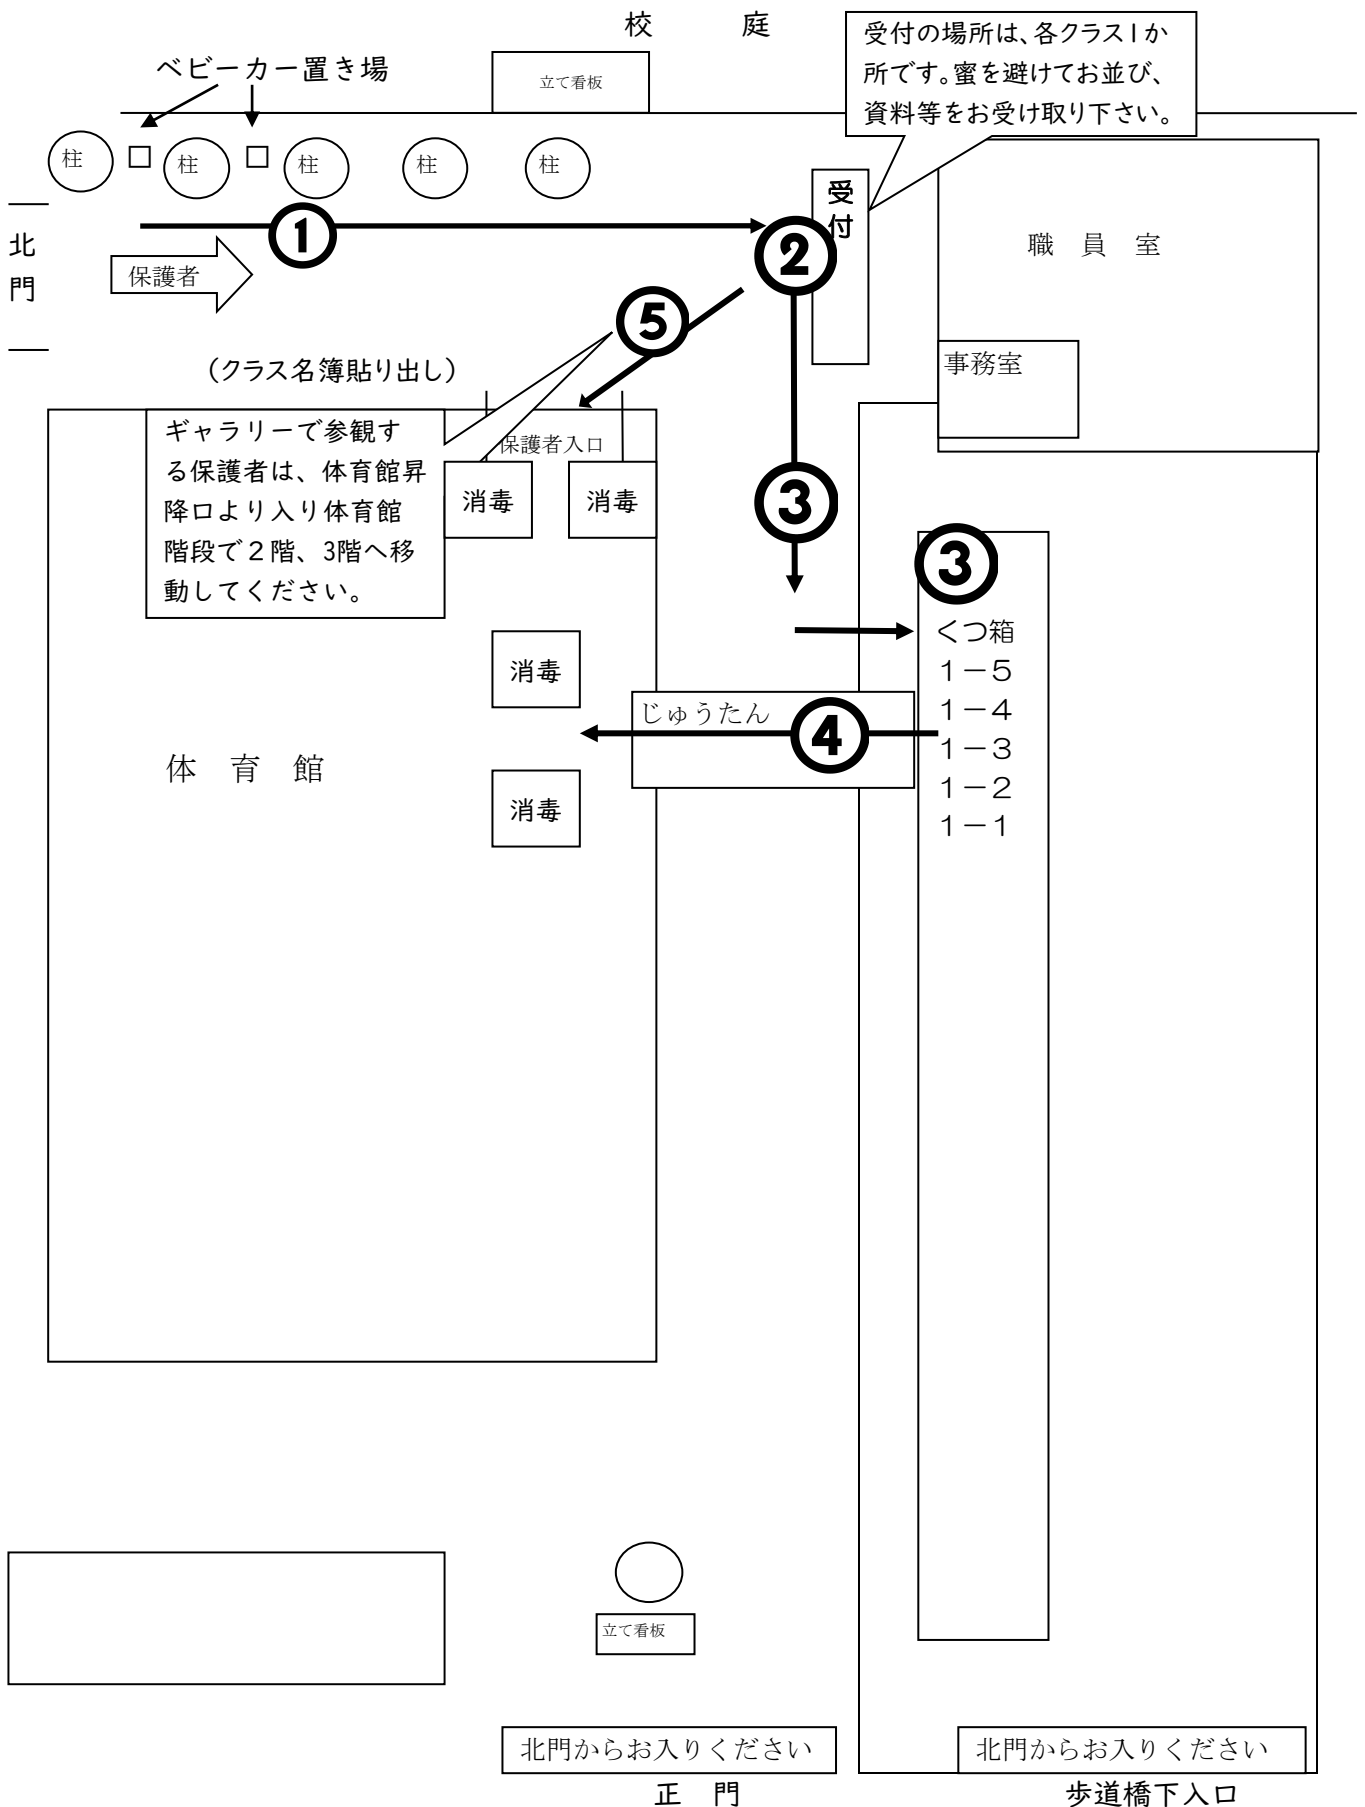 校　庭
受付の場所は、各クラス1か
所です。蜜を避けてお並び、
資料等をお受け取り下さい。
ベビーカー置き場
立て看板
柱
柱
柱
柱
柱
受付
北門
①
②
職　員　室
保護者
⑤
事務室
（クラス名簿貼り出し）
ギャラリーで参観す
る保護者は、体育館昇
降口より入り体育館
階段で２階、3階へ移
動してください。
保護者入口
消毒
消毒
③
③
くつ箱
１－５
１－４
１－３
１－２
１－１
消毒
じゅうたん
④
体　育　館
消毒
立て看板
北門からお入りください
北門からお入りください
正　門
歩道橋下入口